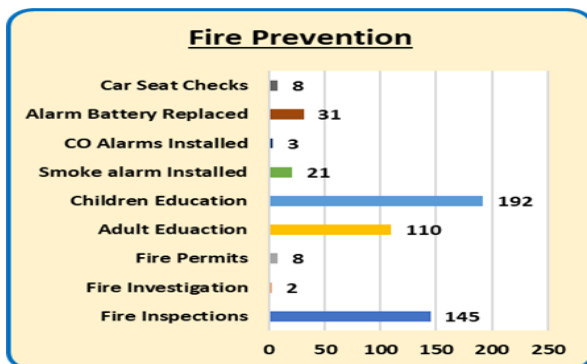 Fire Prevention
Car Seat Checks 8
Alarm Battery Replaced 31
CO Alarms Installed 3
Smoke alarm Installed 21
Children Education 192
Adult Eduaction 110
Fire Permits 8
Fire Investigation 2
Fire Inspections 145
0 50 100 150 200 250